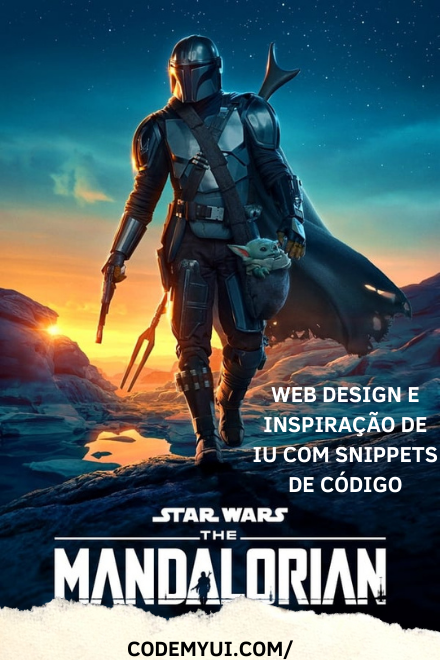 WEB DESIGN E
INSPIRAÇÃO DE
IU COM SNIPPETS
DE CÓDIGO
STAR WARS
THE
MANDALORIAN
CODEMYUI.COM/